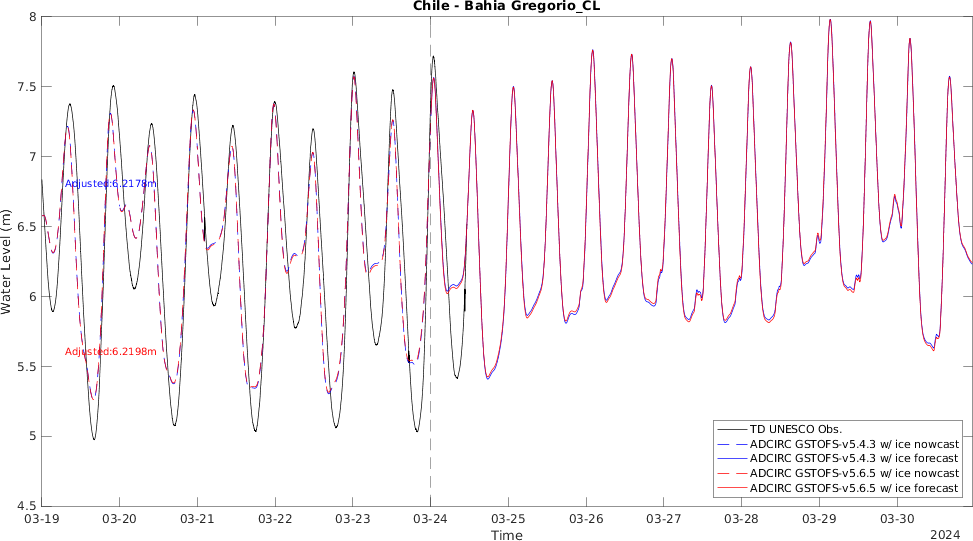 Chile - Bahia Gregorio_CL
8
7.5
7
6.5
6
5.5
5
4.5
Water Level (m)
Adjusted:6.2178m
Adjusted:6.2198m
TD UNESCO Obs.
ADCIRC GSTOFS-v5.4.3 w/ ice nowcast
ADCIRC GSTOFS-v5.4.3 w/ ice forecast
ADCIRC GSTOFS-v5.6.5 w/ ice nowcast
ADCIRC GSTOFS-v5.6.5 w/ ice forecast
03-19 03-20 03-21 03-22 03-23 03-24 03-25 03-26 03-27 03-28 03-29 03-30
Time
2024